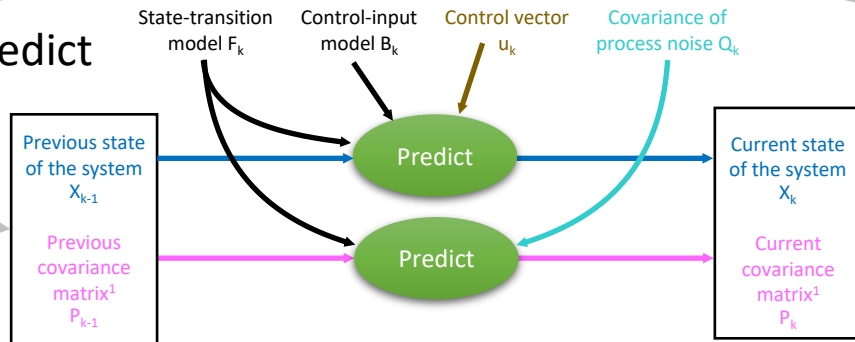 edict
State-transition
model Fk
Control-input
model Bk
Control vector
uk
Covariance of
process noise Qk
Previous state
of the system
Xk-1
Predict
Current state
of the system
Xk
Previous
covariance
matrix1
Pk-1
Predict
Current
covariance
matrix1
Pk